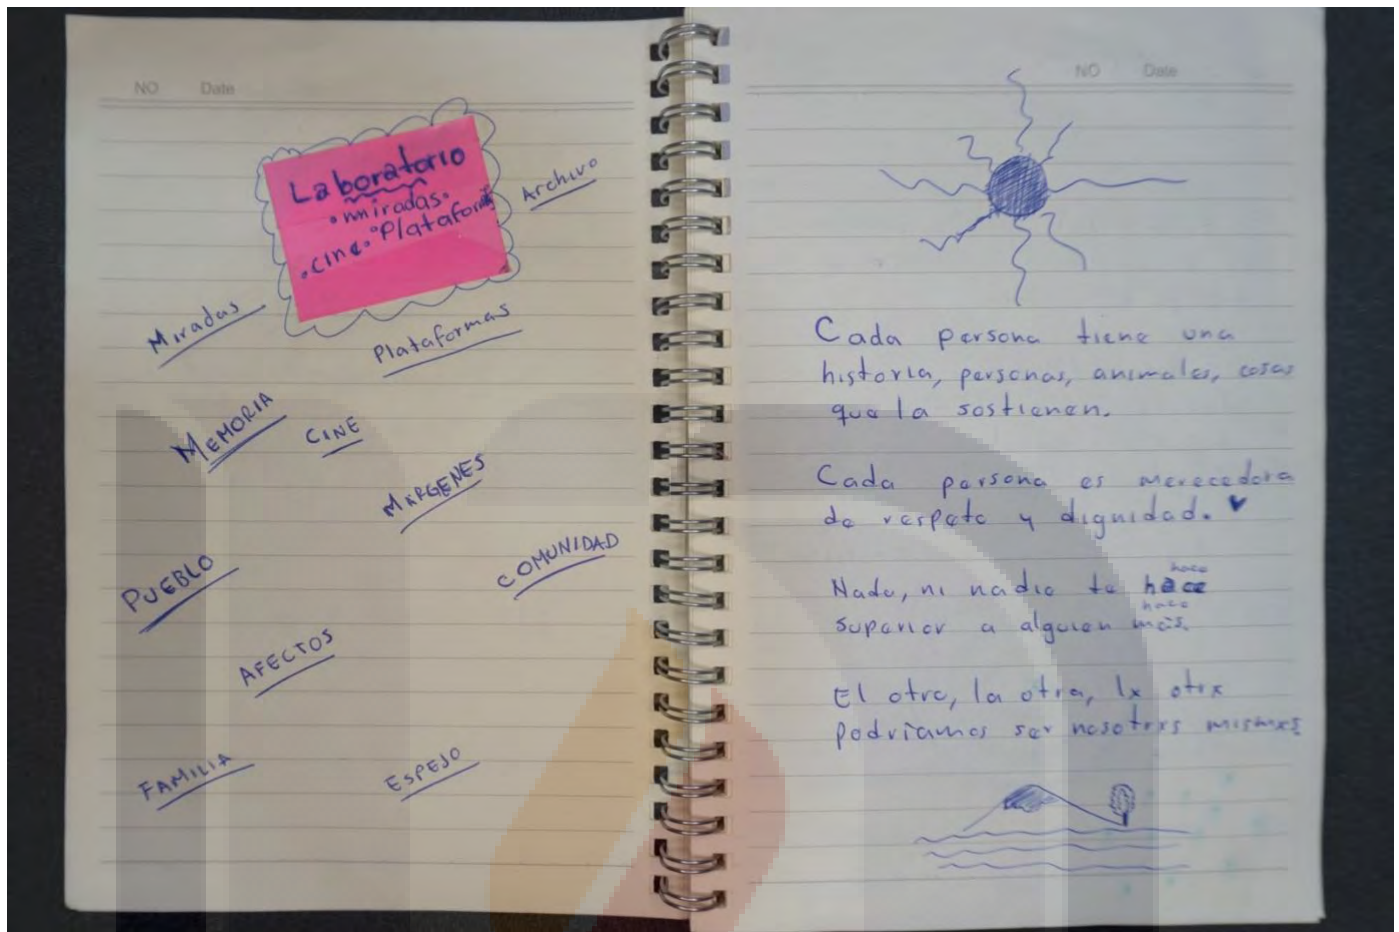 NO Date
Laboratorio
• miradas •
• cine • Plataform
Archivo
Miradas
Plataformas
MEMORIA
CINE
MÁRGENES
PUEBLO
COMUNIDAD
AFECTOS
FAMILIA
ESPEJO
NO Date
Cada persona tiene una
historia, personas, animales, cosas
que la sostienen.
Cada persona es merecedora
de respeto y dignidad. ♥
hace
Nada, ni nadie te hace
hace
superior a alguien más.
El otro, la otra, lx otrx
podríamos ser nosotrxs mismxs